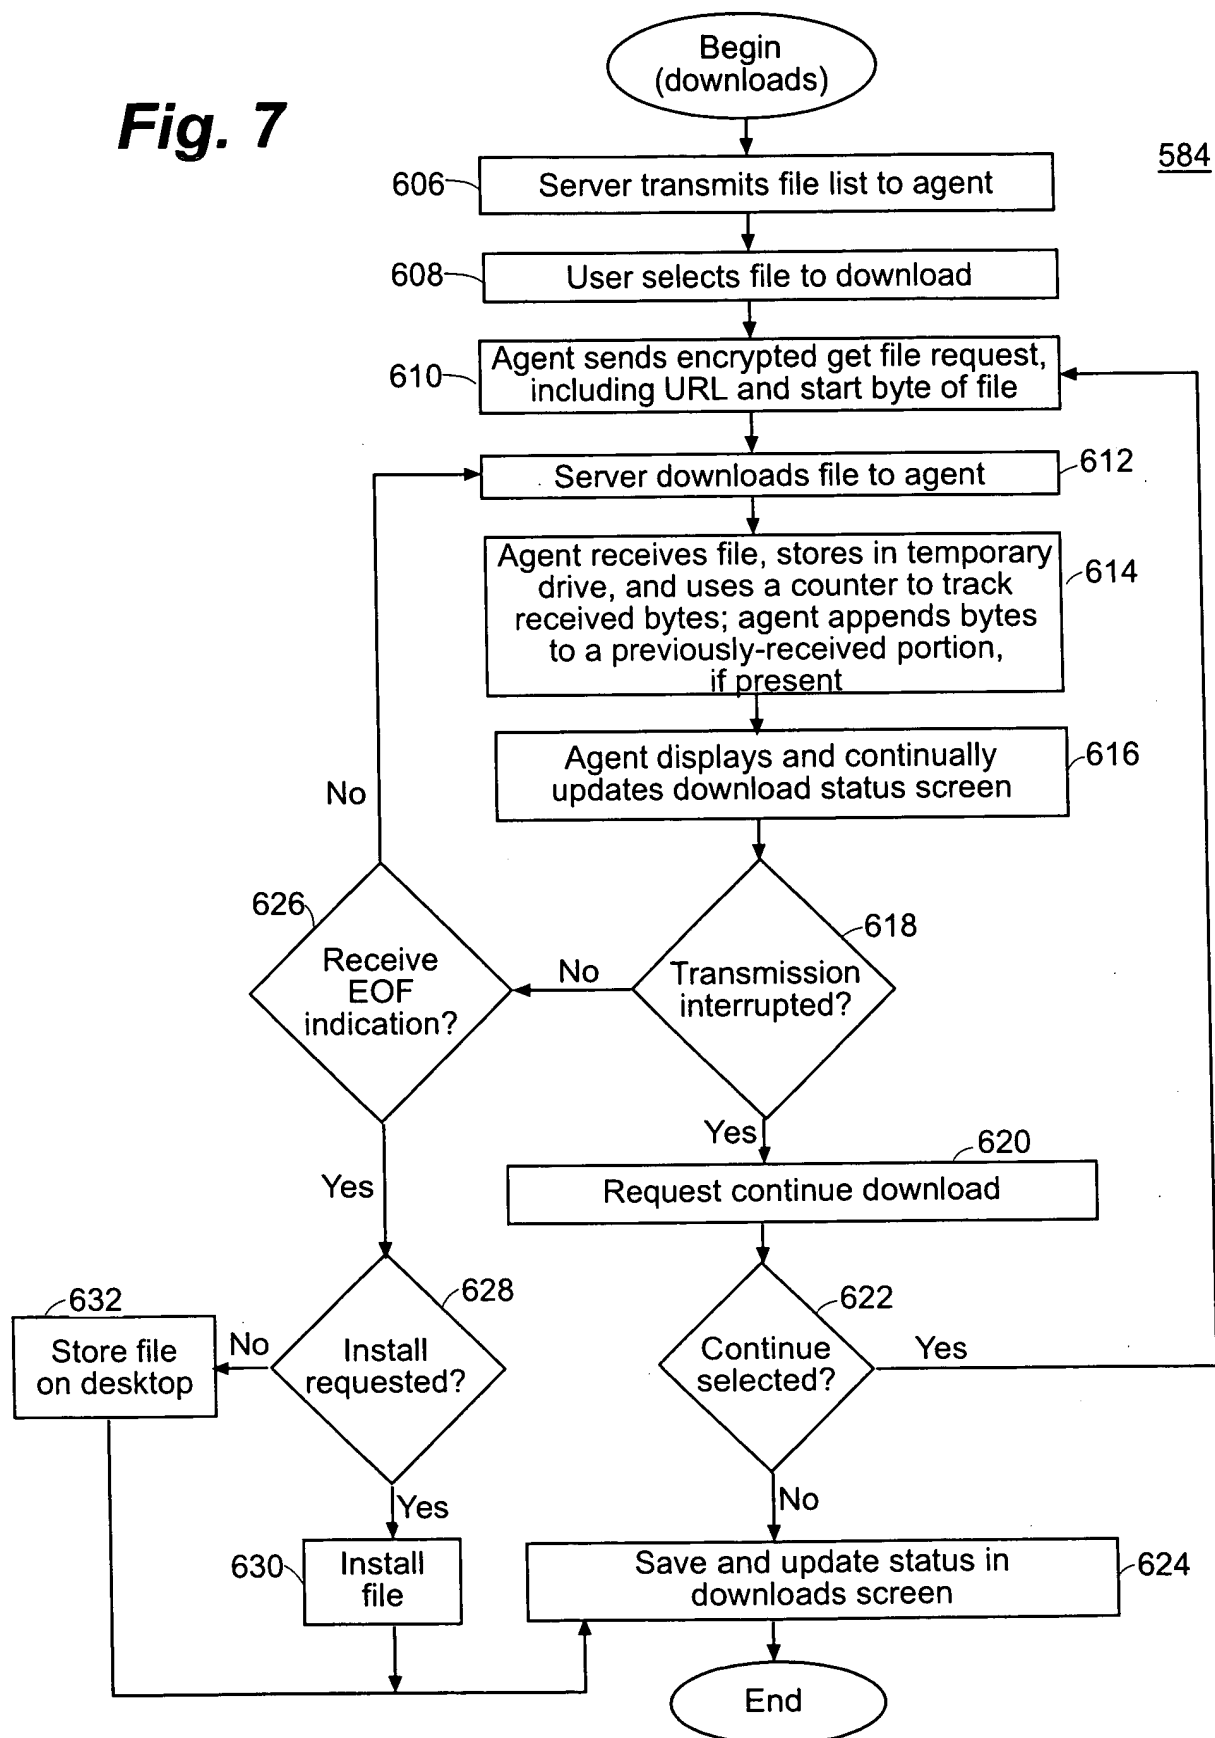 Begin
(downloads)
Fig. 7
584
606
Server transmits file list to agent
608
User selects file to download
610
Agent sends encrypted get file request,
including URL and start byte of file
Server downloads file to agent
612
Agent receives file, stores in temporary
drive, and uses a counter to track
received bytes; agent appends bytes
to a previously-received portion,
if present
614
Agent displays and continually
updates download status screen
616
No
626
Receive
EOF
indication?
No
618
Transmission
interrupted?
Yes
620
Request continue download
Yes
632
Store file
on desktop
No
628
Install
requested?
622
Continue
selected?
Yes
Yes
No
630
Install
file
Save and update status in
downloads screen
624
End